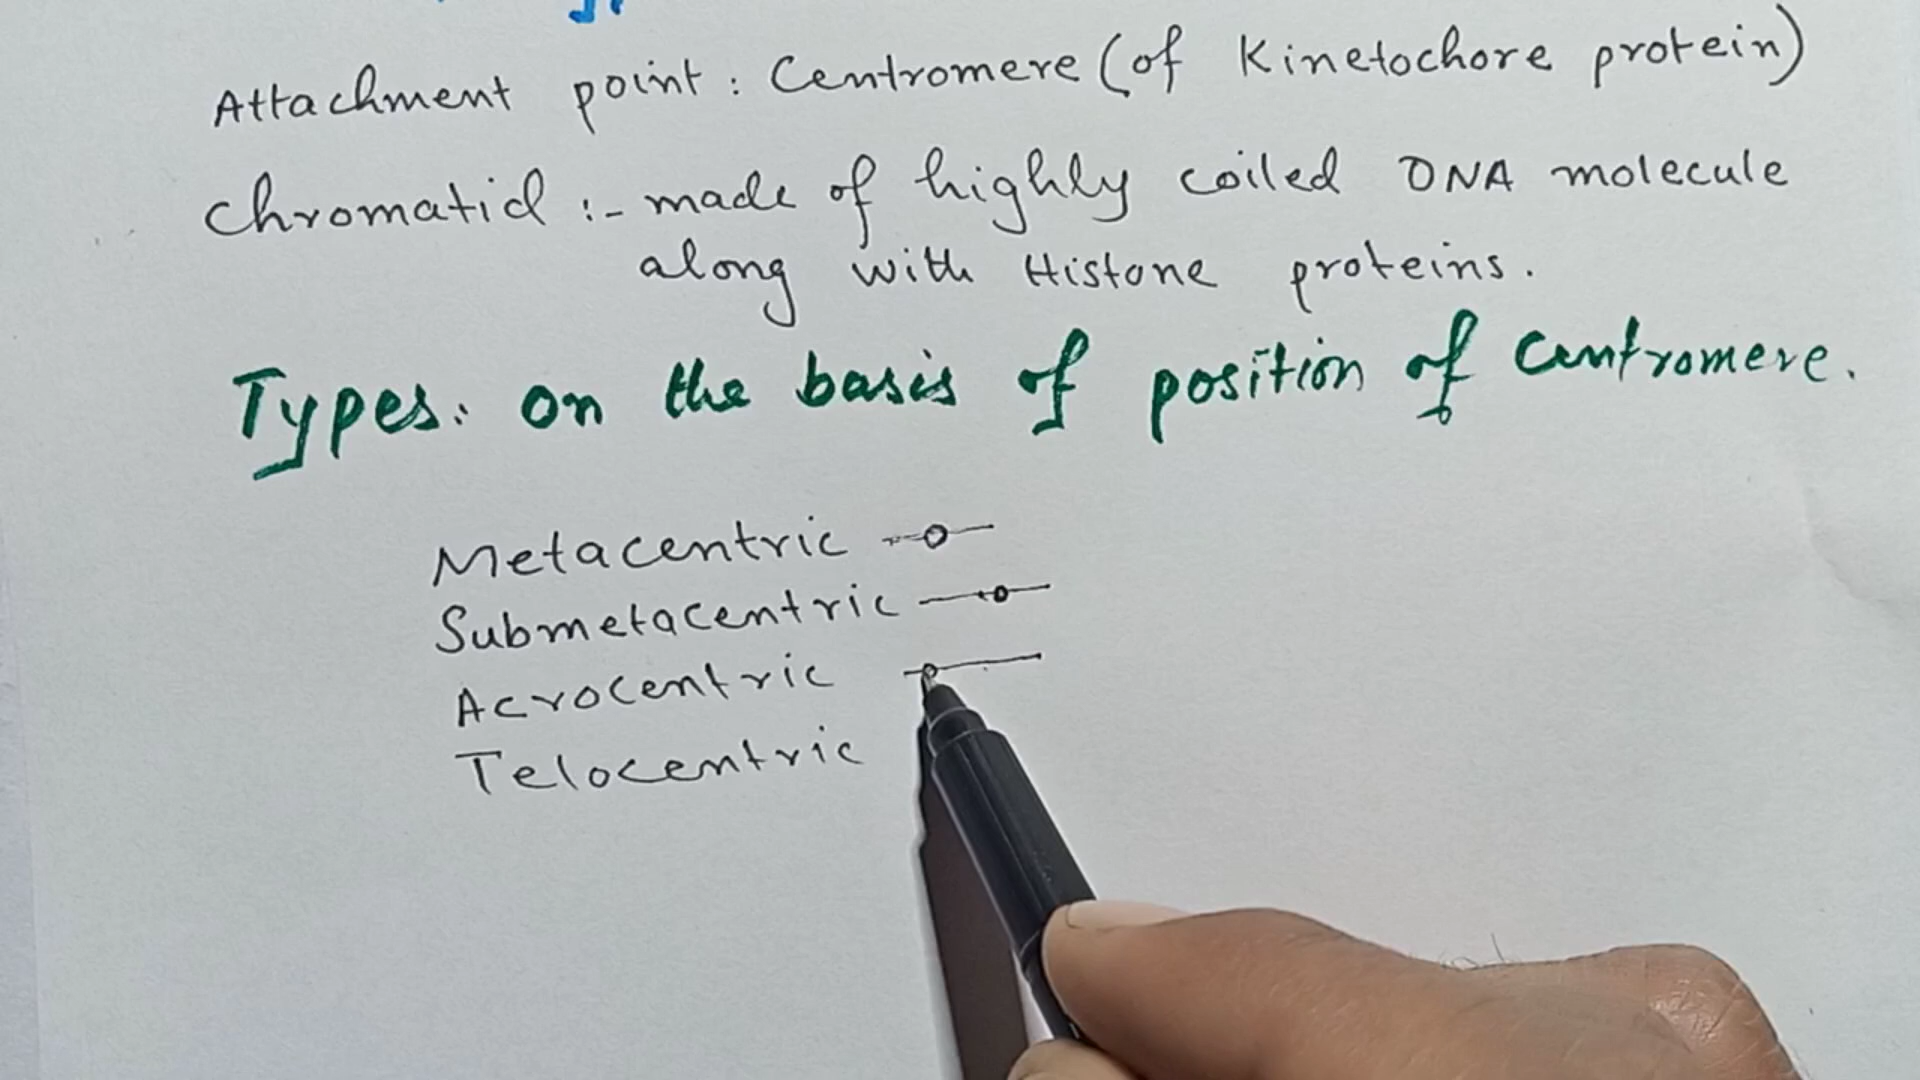 Attachment point : Centromere (of Kinetochore protein)
Chromatid :- made of highly coiled DNA molecule
along with Histone proteins.
Types: on the basis of position of Centromere.
Metacentric
Submetacentric
Acrocentric
Telocentric